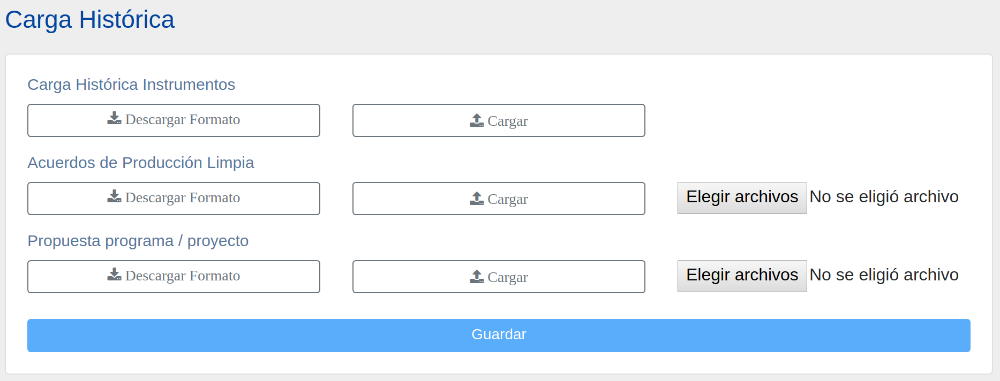 Carga Histórica
Carga Histórica Instrumentos
Descargar Formato Cargar
Acuerdos de Producción Limpia
Descargar Formato Cargar Elegir archivos No se eligió archivo
Propuesta programa / proyecto
Descargar Formato Cargar Elegir archivos No se eligió archivo
Guardar